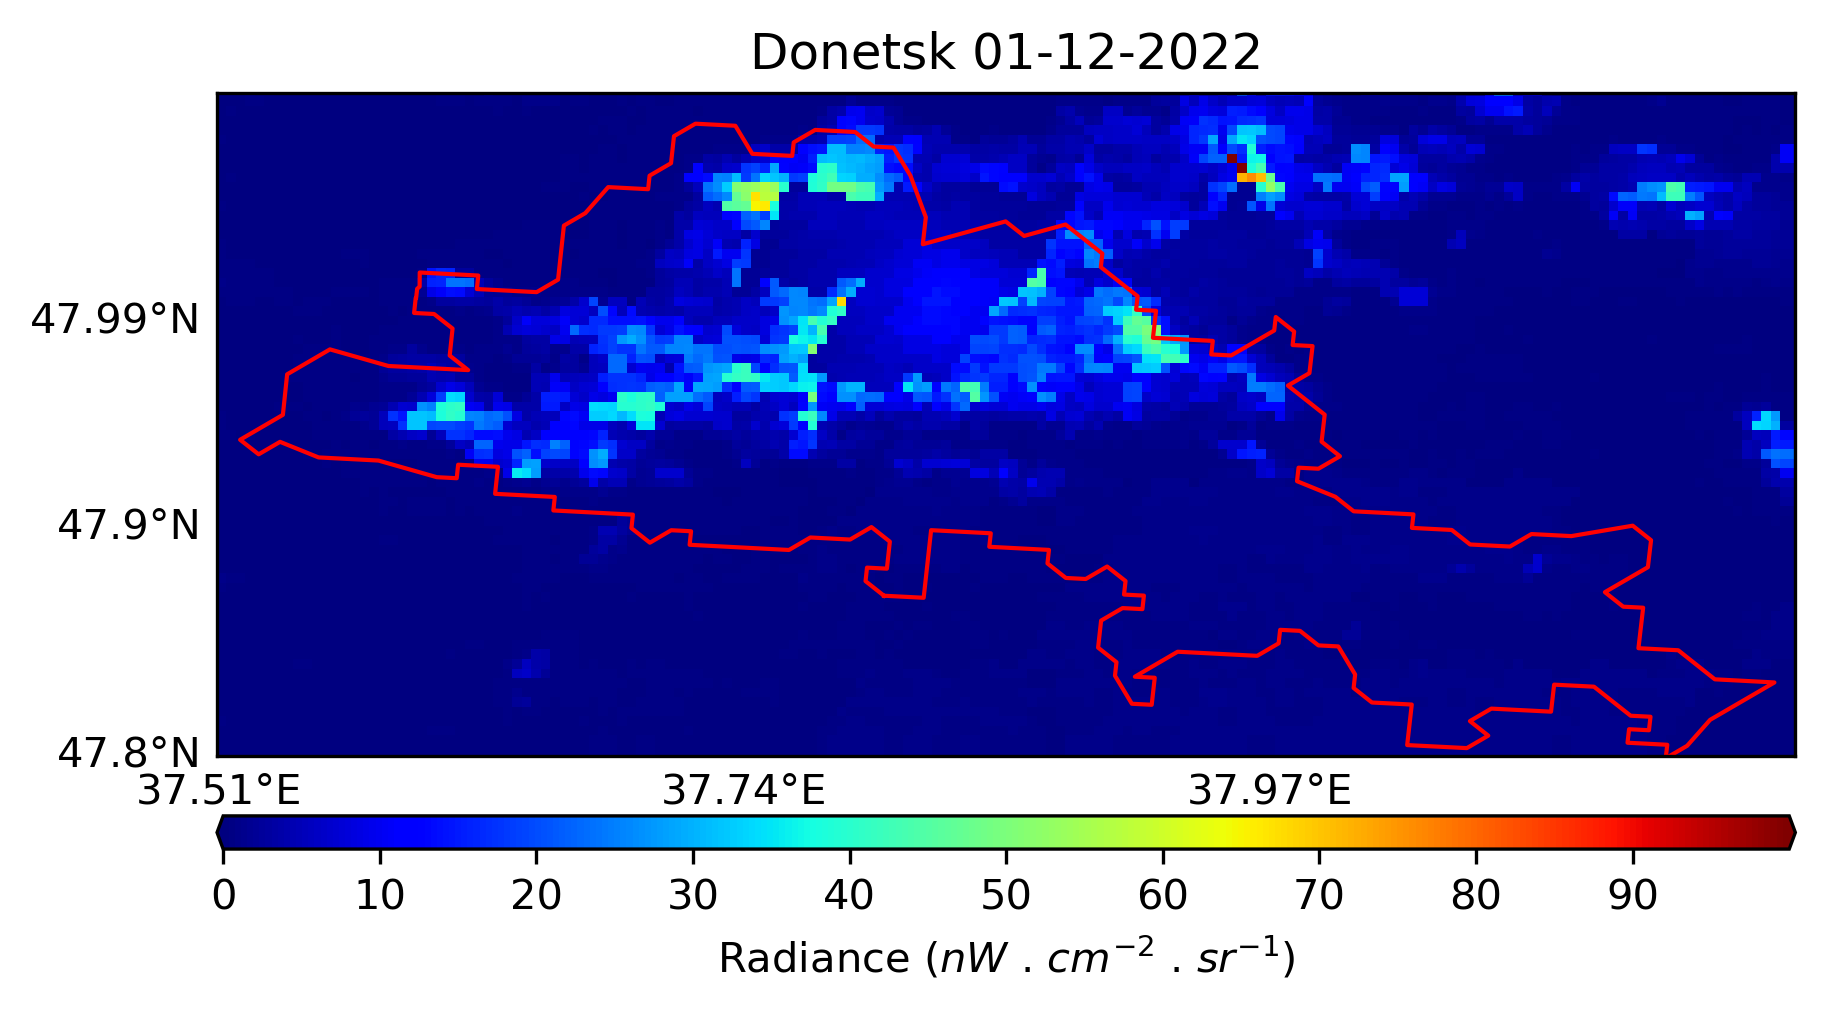 Donetsk 01-12-2022
47.99°N
47.9°N
47.8°N
37.51°E 37.74°E 37.97°E
0 10 20 30 40 50 60 70 80 90
Radiance (nW . cm⁻² . sr⁻¹)